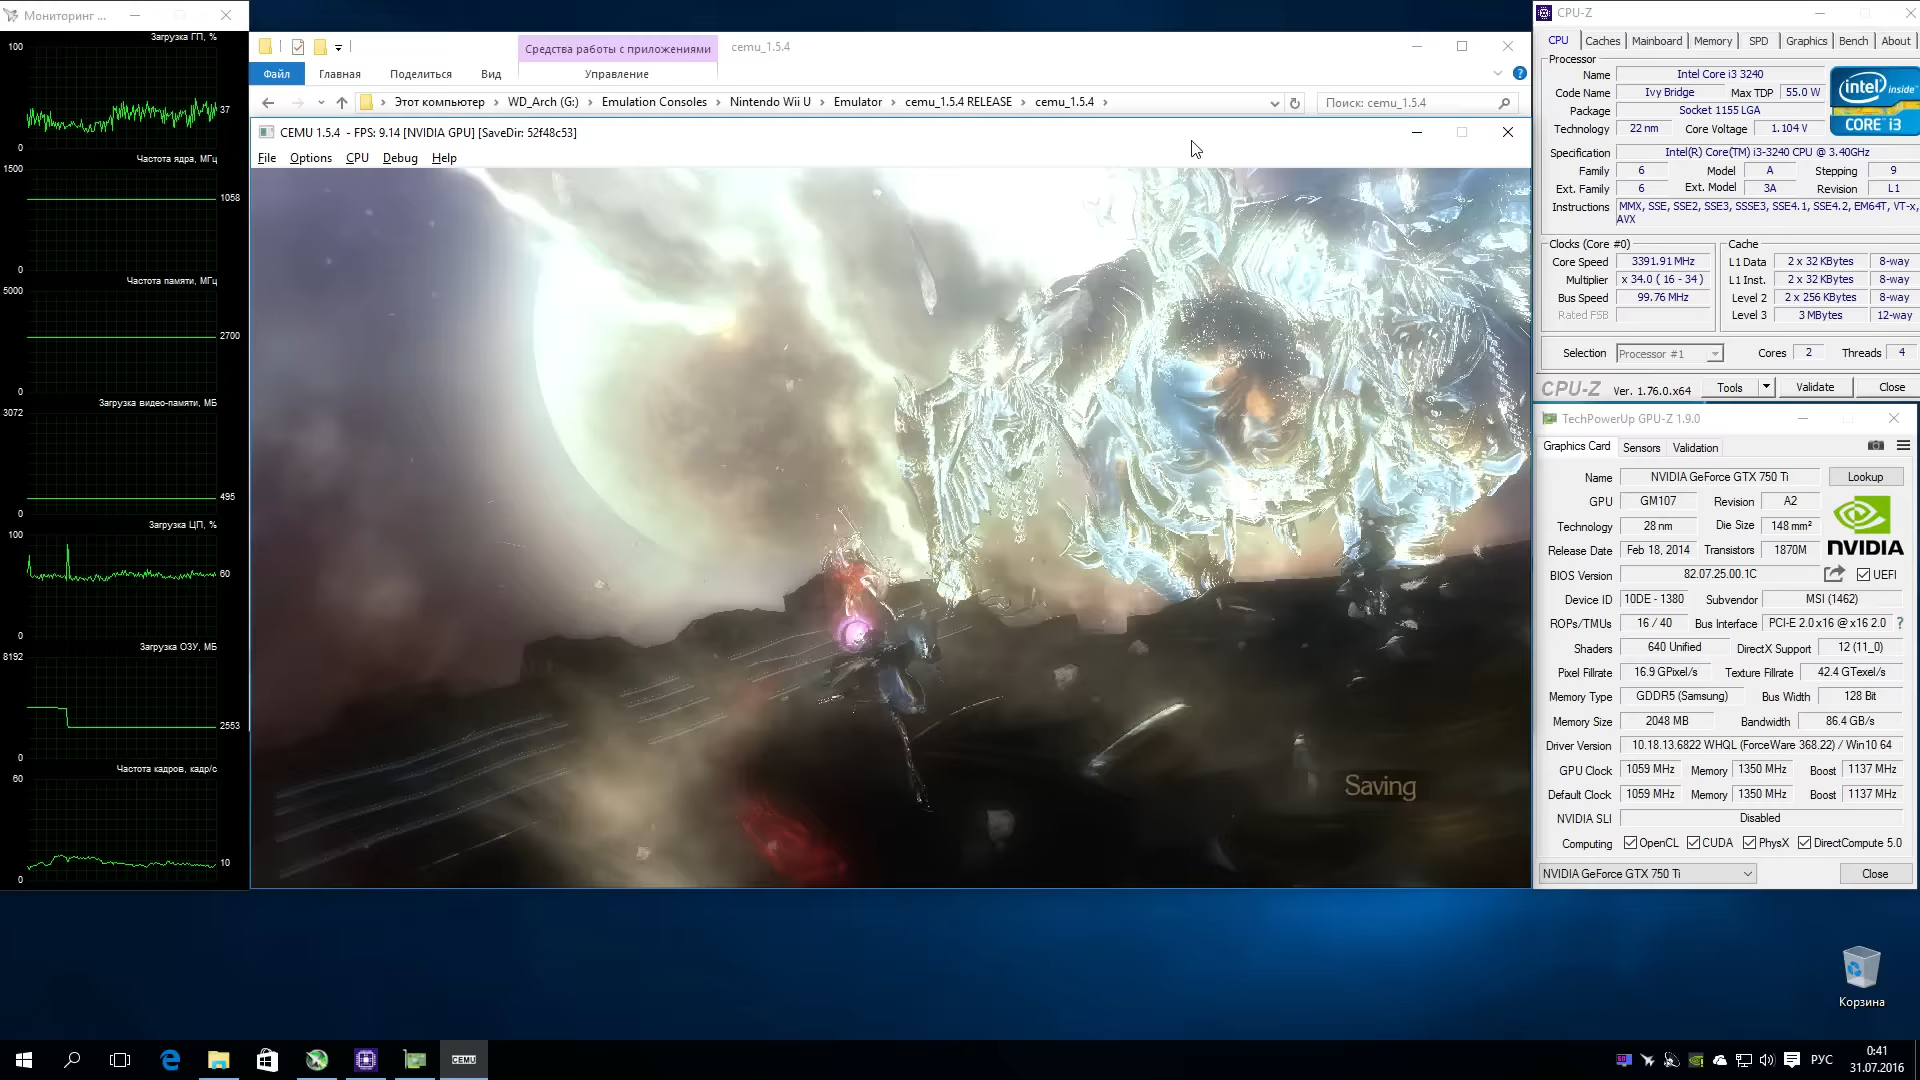 Мониторинг ...
Загрузка ГП, %
100
37
0
Частота ядра, МГц
1500
1058
0
Частота памяти, МГц
5000
2700
0
Загрузка видео-памяти, МБ
3072
495
0
Загрузка ЦП, %
100
60
0
Загрузка ОЗУ, МБ
8192
2553
0
Частота кадров, кадр/с
60
10
0
Средства работы с приложениями
cemu_1.5.4
Файл
Главная
Поделиться
Вид
Управление
Этот компьютер
WD_Arch (G:)
Emulation Consoles
Nintendo Wii U
Emulator
cemu_1.5.4 RELEASE
cemu_1.5.4
Поиск: cemu_1.5.4
CEMU 1.5.4 - FPS: 9.14 [NVIDIA GPU] [SaveDir: 52f48c53]
File Options CPU Debug Help
Saving
CPU-Z
CPU Caches Mainboard Memory SPD Graphics Bench About
Processor
Name Intel Core i3 3240
Code Name Ivy Bridge Max TDP 55.0 W
Package Socket 1155 LGA
Technology 22 nm Core Voltage 1.104 V
intel inside
CORE i3
Specification Intel(R) Core(TM) i3-3240 CPU @ 3.40GHz
Family 6 Model A Stepping 9
Ext. Family 6 Ext. Model 3A Revision L1
Instructions MMX, SSE, SSE2, SSE3, SSSE3, SSE4.1, SSE4.2, EM64T, VT-x,
AVX
Clocks (Core #0)
Core Speed 3391.91 MHz
Multiplier x 34.0 ( 16 - 34 )
Bus Speed 99.76 MHz
Rated FSB
Cache
L1 Data 2 x 32 KBytes 8-way
L1 Inst. 2 x 32 KBytes 8-way
Level 2 2 x 256 KBytes 8-way
Level 3 3 MBytes 12-way
Selection Processor #1 Cores 2 Threads 4
CPU-Z Ver. 1.76.0.x64 Tools Validate Close
TechPowerUp GPU-Z 1.9.0
Graphics Card Sensors Validation
Name NVIDIA GeForce GTX 750 Ti Lookup
GPU GM107 Revision A2
Technology 28 nm Die Size 148 mm²
Release Date Feb 18, 2014 Transistors 1870M
NVIDIA
BIOS Version 82.07.25.00.1C UEFI
Device ID 10DE - 1380 Subvendor MSI (1462)
ROPs/TMUs 16 / 40 Bus Interface PCI-E 2.0 x16 @ x16 2.0 ?
Shaders 640 Unified DirectX Support 12 (11_0)
Pixel Fillrate 16.9 GPixel/s Texture Fillrate 42.4 GTexel/s
Memory Type GDDR5 (Samsung) Bus Width 128 Bit
Memory Size 2048 MB Bandwidth 86.4 GB/s
Driver Version 10.18.13.6822 WHQL (ForceWare 368.22) / Win10 64
GPU Clock 1059 MHz Memory 1350 MHz Boost 1137 MHz
Default Clock 1059 MHz Memory 1350 MHz Boost 1137 MHz
NVIDIA SLI Disabled
Computing OpenCL CUDA PhysX DirectCompute 5.0
NVIDIA GeForce GTX 750 Ti Close
Корзина
CEMU
РУС
0:41
31.07.2016